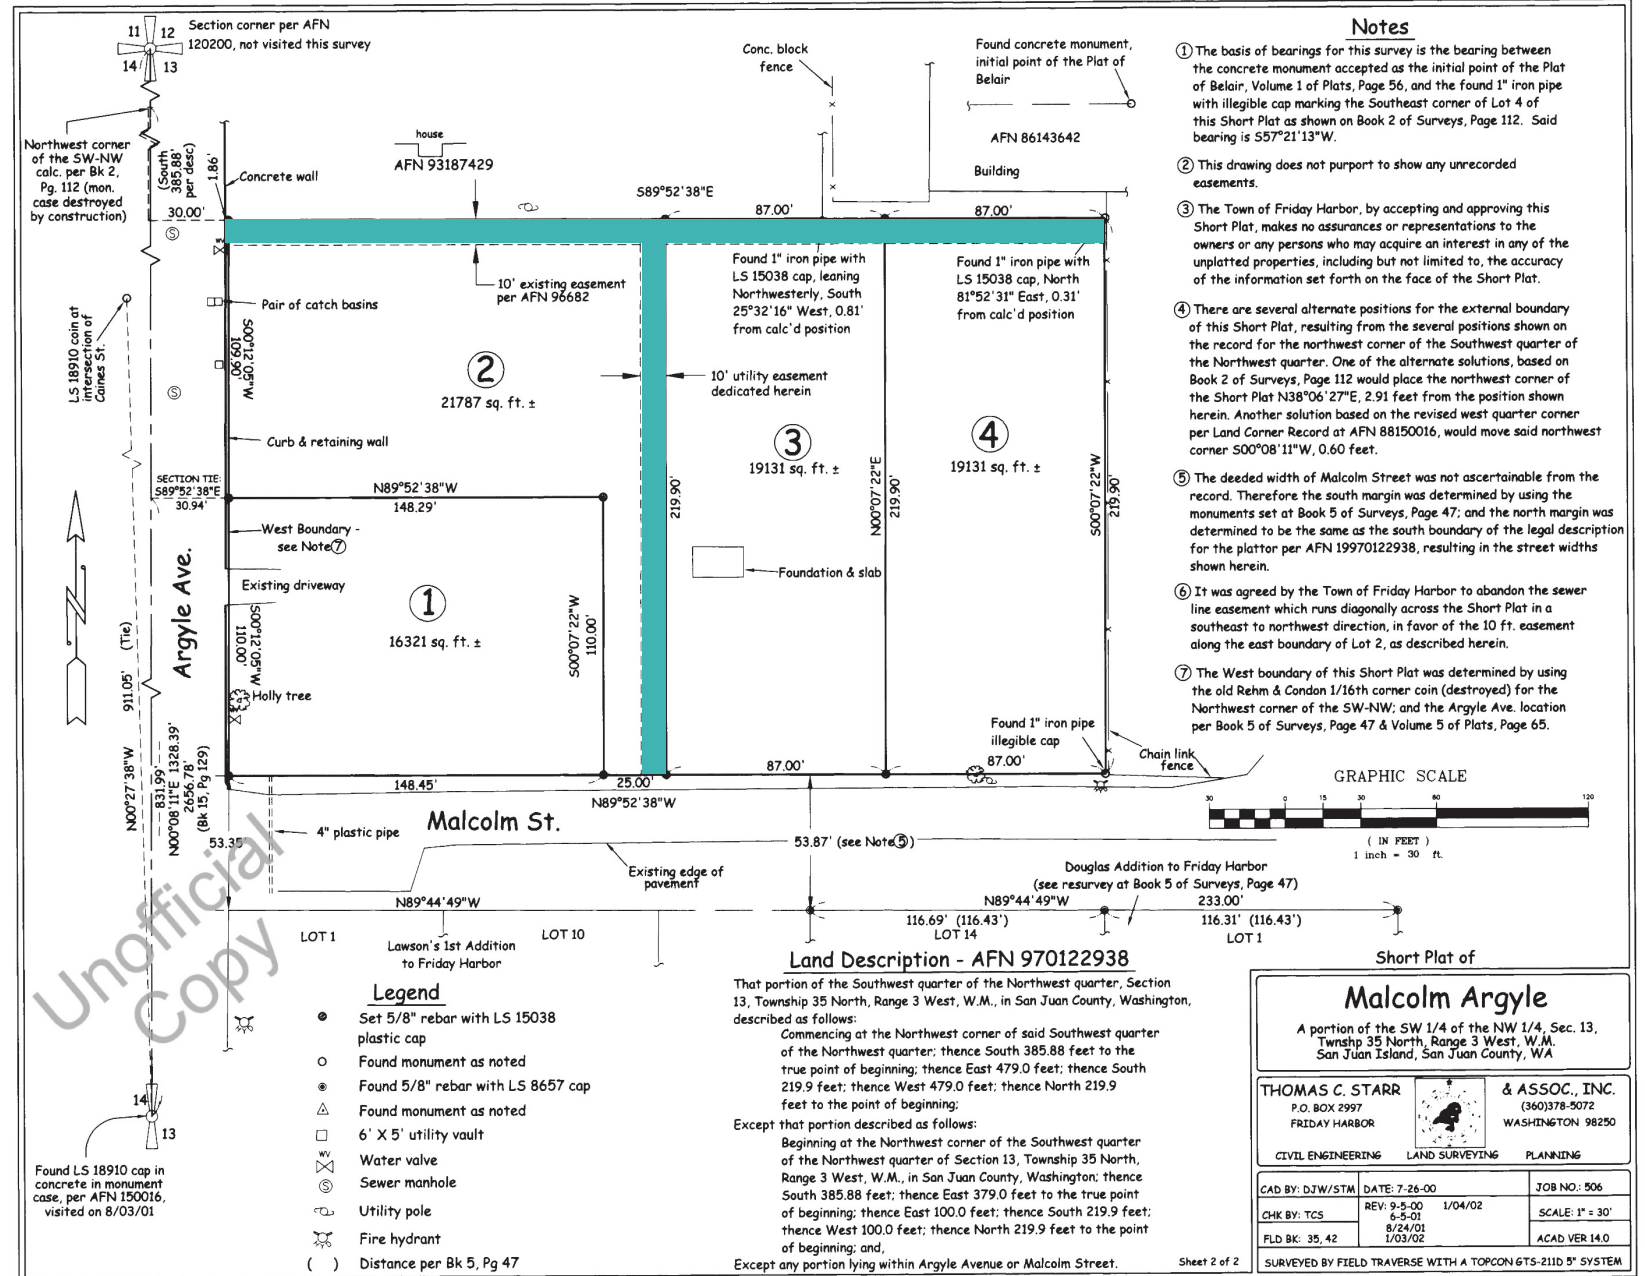 11 12
14 13
Section corner per AFN
120200, not visited this survey
Northwest corner
of the SW-NW
calc. per Bk 2,
Pg. 112 (mon.
case destroyed
by construction)
(South
385.88'
per desc)
1.86'
30.00'
Concrete wall
house
AFN 93187429
Conc. block
fence
Found concrete monument,
initial point of the Plat of
Belair
AFN 86143642
Building
S89°52'38"E
87.00'
87.00'
S
WV
10' existing easement
per AFN 96682
Found 1" iron pipe with
LS 15038 cap, leaning
Northwesterly, South
25°32'16" West, 0.81'
from calc'd position
Found 1" iron pipe with
LS 15038 cap, North
81°52'31" East, 0.31'
from calc'd position
LS 18910 coin at
intersection of
Caines St.
Pair of catch basins
S00°12'05"W
109.90'
2
21787 sq. ft. ±
10' utility easement
dedicated herein
S
Curb & retaining wall
3
19131 sq. ft. ±
4
19131 sq. ft. ±
SECTION TIE:
S89°52'38"E
30.94'
N89°52'38"W
148.29'
219.90'
N00°07'22"E
219.90'
S00°07'22"W
219.90'
West Boundary -
see Note 7
Existing driveway
Argyle Ave.
Foundation & slab
1
16321 sq. ft. ±
S00°12'05"W
110.00'
S00°07'22"W
110.00'
Holly tree
N00°27'38"W 911.05' (Tie)
831.99'
N00°08'11"E 1328.39'
2656.78'
(Bk 15, Pg 129)
Found 1" iron pipe
illegible cap
Chain link
fence
148.45'
25.00'
87.00'
87.00'
N89°52'38"W
4" plastic pipe
Malcolm St.
53.35'
53.87' (see Note 5)
Existing edge of
pavement
Douglas Addition to Friday Harbor
(see resurvey at Book 5 of Surveys, Page 47)
N89°44'49"W
N89°44'49"W
233.00'
116.69' (116.43')
116.31' (116.43')
LOT 1
LOT 10
LOT 14
LOT 1
Lawson's 1st Addition
to Friday Harbor
Unofficial
Copy
14
13
Found LS 18910 cap in
concrete in monument
case, per AFN 150016,
visited on 8/03/01
Legend
Set 5/8" rebar with LS 15038
plastic cap
Found monument as noted
Found 5/8" rebar with LS 8657 cap
Found monument as noted
6' X 5' utility vault
WV
Water valve
S Sewer manhole
Utility pole
Fire hydrant
( ) Distance per Bk 5, Pg 47
Land Description - AFN 970122938
That portion of the Southwest quarter of the Northwest quarter, Section
13, Township 35 North, Range 3 West, W.M., in San Juan County, Washington,
described as follows:
Commencing at the Northwest corner of said Southwest quarter
of the Northwest quarter; thence South 385.88 feet to the
true point of beginning; thence East 479.0 feet; thence South
219.9 feet; thence West 479.0 feet; thence North 219.9
feet to the point of beginning;
Except that portion described as follows:
Beginning at the Northwest corner of the Southwest quarter
of the Northwest quarter of Section 13, Township 35 North,
Range 3 West, W.M., in San Juan County, Washington; thence
South 385.88 feet; thence East 379.0 feet to the true point
of beginning; thence East 100.0 feet; thence South 219.9 feet;
thence West 100.0 feet; thence North 219.9 feet to the point
of beginning; and,
Except any portion lying within Argyle Avenue or Malcolm Street.
Sheet 2 of 2
Notes
1 The basis of bearings for this survey is the bearing between
the concrete monument accepted as the initial point of the Plat
of Belair, Volume 1 of Plats, Page 56, and the found 1" iron pipe
with illegible cap marking the Southeast corner of Lot 4 of
this Short Plat as shown on Book 2 of Surveys, Page 112. Said
bearing is S57°21'13"W.
2 This drawing does not purport to show any unrecorded
easements.
3 The Town of Friday Harbor, by accepting and approving this
Short Plat, makes no assurances or representations to the
owners or any persons who may acquire an interest in any of the
unplatted properties, including but not limited to, the accuracy
of the information set forth on the face of the Short Plat.
4 There are several alternate positions for the external boundary
of this Short Plat, resulting from the several positions shown on
the record for the northwest corner of the Southwest quarter of
the Northwest quarter. One of the alternate solutions, based on
Book 2 of Surveys, Page 112 would place the northwest corner of
the Short Plat N38°06'27"E, 2.91 feet from the position shown
herein. Another solution based on the revised west quarter corner
per Land Corner Record at AFN 88150016, would move said northwest
corner S00°08'11"W, 0.60 feet.
5 The deeded width of Malcolm Street was not ascertainable from the
record. Therefore the south margin was determined by using the
monuments set at Book 5 of Surveys, Page 47; and the north margin was
determined to be the same as the south boundary of the legal description
for the plattor per AFN 19970122938, resulting in the street widths
shown herein.
6 It was agreed by the Town of Friday Harbor to abandon the sewer
line easement which runs diagonally across the Short Plat in a
southeast to northwest direction, in favor of the 10 ft. easement
along the east boundary of Lot 2, as described herein.
7 The West boundary of this Short Plat was determined by using
the old Rehm & Condon 1/16th corner coin (destroyed) for the
Northwest corner of the SW-NW; and the Argyle Ave. location
per Book 5 of Surveys, Page 47 & Volume 5 of Plats, Page 65.
GRAPHIC SCALE
30 0 15 30 60 120
( IN FEET )
1 inch = 30 ft.
Short Plat of
Malcolm Argyle
A portion of the SW 1/4 of the NW 1/4, Sec. 13,
Twnshp 35 North, Range 3 West, W.M.
San Juan Island, San Juan County, WA
THOMAS C. STARR & ASSOC., INC.
P.O. BOX 2997 (360)378-5072
FRIDAY HARBOR WASHINGTON 98250
CIVIL ENGINEERING LAND SURVEYING PLANNING
CAD BY: DJW/STM DATE: 7-26-00 JOB NO.: 506
CHK BY: TCS REV: 9-5-00 1/04/02 SCALE: 1" = 30'
6-5-01
8/24/01
FLD BK: 35, 42 1/03/02 ACAD VER 14.0
SURVEYED BY FIELD TRAVERSE WITH A TOPCON GTS-211D 5" SYSTEM